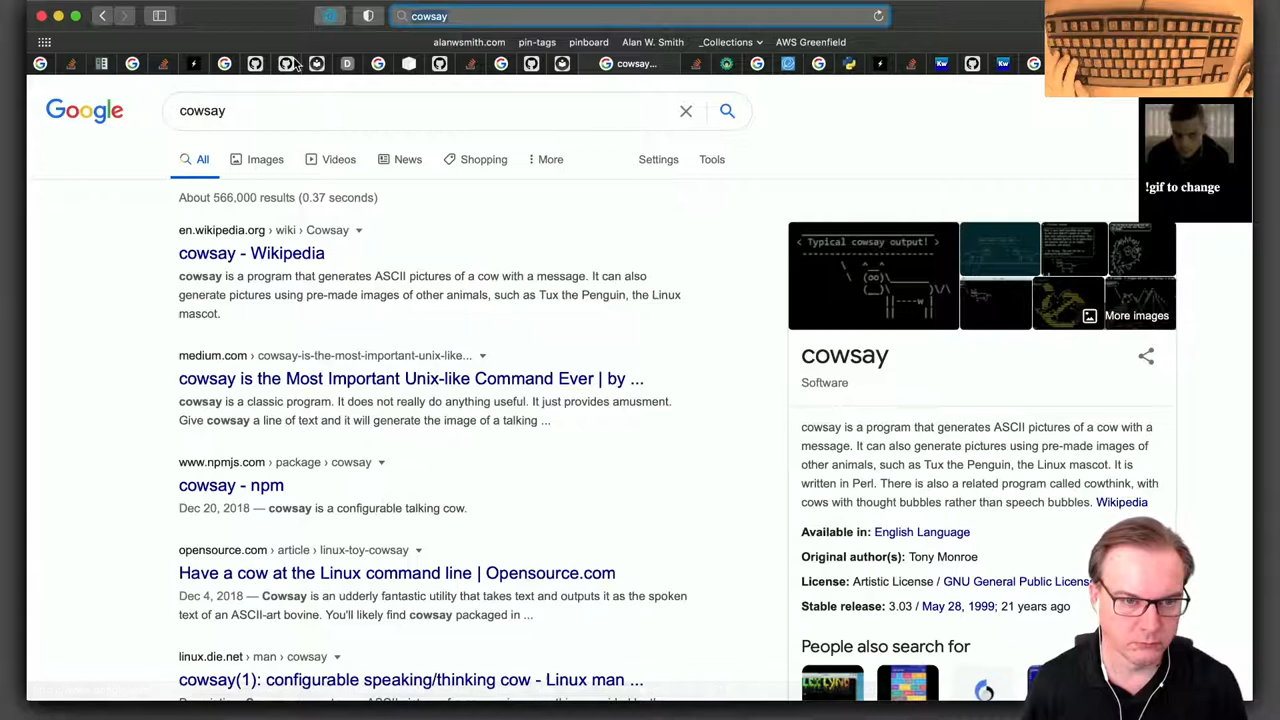 cowsay
alanwsmith.com pin-tags pinboard Alan W. Smith _Collections AWS Greenfield
cowsay...
Google
cowsay
All Images Videos News Shopping More Settings Tools
!gif to change
About 566,000 results (0.37 seconds)
en.wikipedia.org › wiki › Cowsay
cowsay - Wikipedia
cowsay is a program that generates ASCII pictures of a cow with a message. It can also
generate pictures using pre-made images of other animals, such as Tux the Penguin, the Linux
mascot.
medium.com › cowsay-is-the-most-important-unix-like...
cowsay is the Most Important Unix-like Command Ever | by ...
cowsay is a classic program. It does not really do anything useful. It just provides amusment.
Give cowsay a line of text and it will generate the image of a talking ...
www.npmjs.com › package › cowsay
cowsay - npm
Dec 20, 2018 — cowsay is a configurable talking cow.
opensource.com › article › linux-toy-cowsay
Have a cow at the Linux command line | Opensource.com
Dec 4, 2018 — Cowsay is an udderly fantastic utility that takes text and outputs it as the spoken
text of an ASCII-art bovine. You'll likely find cowsay packaged in ...
linux.die.net › man › cowsay
cowsay(1): configurable speaking/thinking cow - Linux man ...
< Typical cowsay output! >
More images
cowsay
Software
cowsay is a program that generates ASCII pictures of a cow with a
message. It can also generate pictures using pre-made images of
other animals, such as Tux the Penguin, the Linux mascot. It is
written in Perl. There is also a related program called cowthink, with
cows with thought bubbles rather than speech bubbles. Wikipedia
Available in: English Language
Original author(s): Tony Monroe
License: Artistic License / GNU General Public Licens
Stable release: 3.03 / May 28, 1999; 21 years ago
People also search for